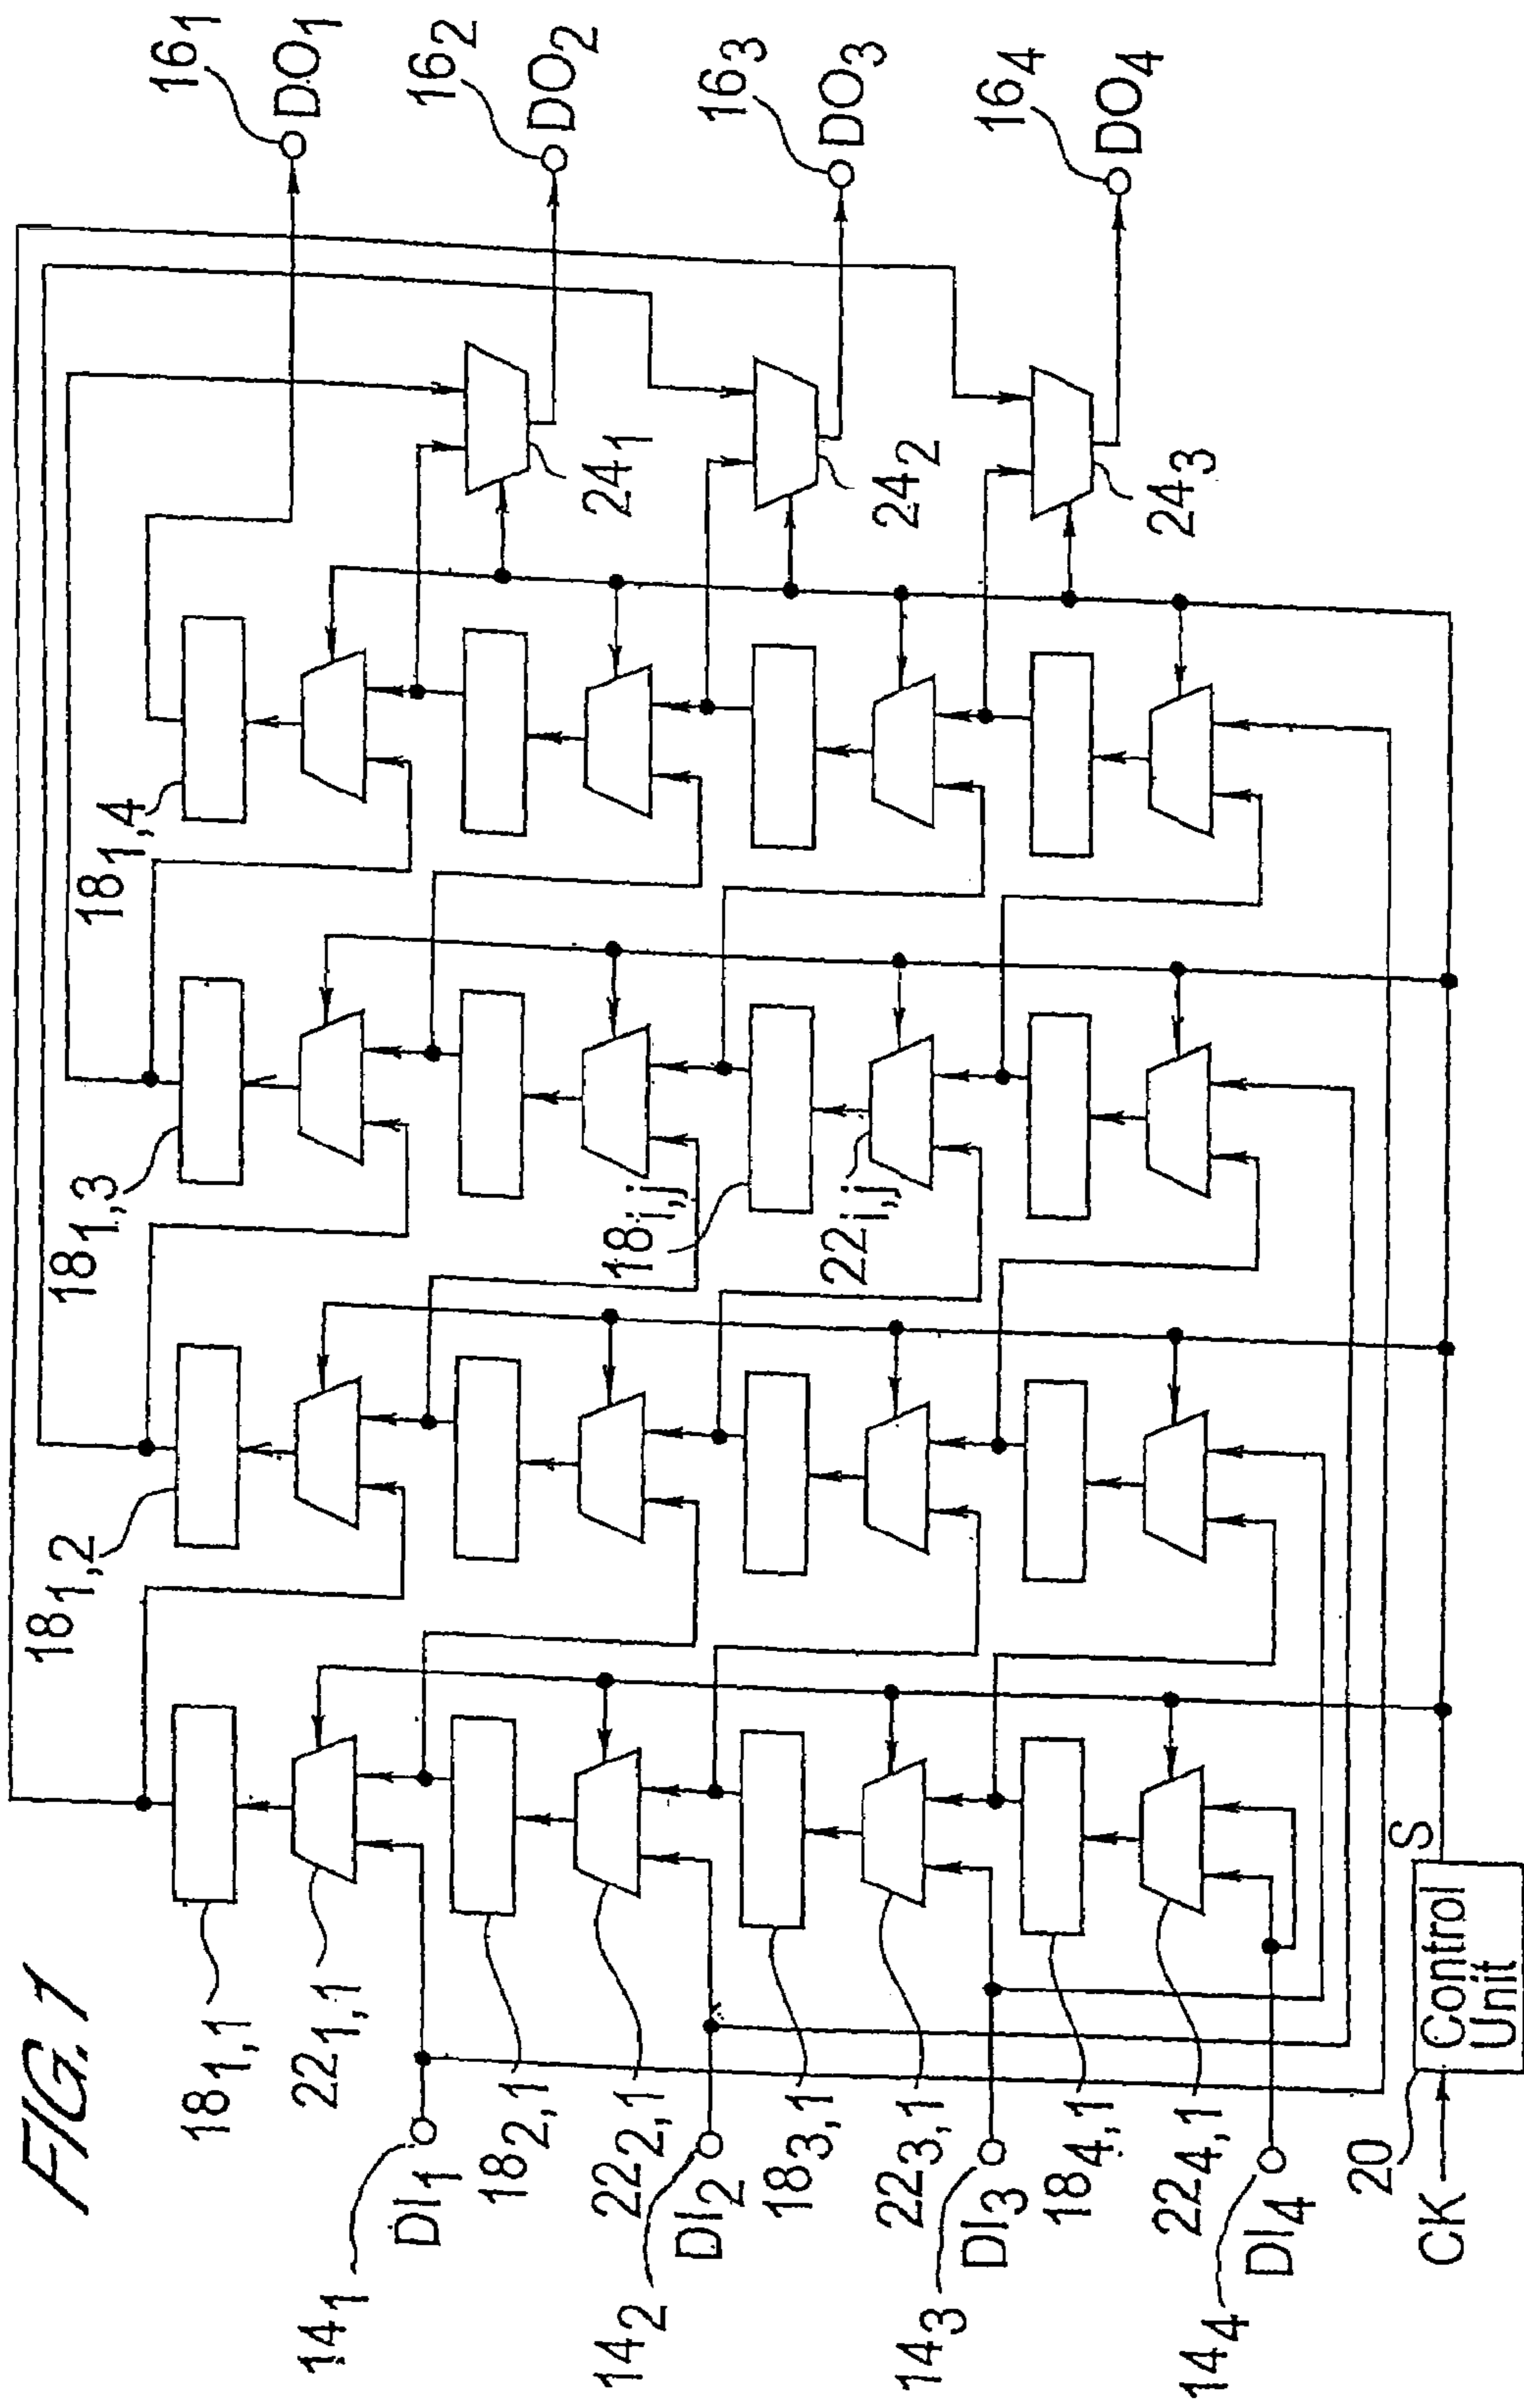 FIG. 1
16₁
DO₁
16₂
DO₂
16₃
DO₃
16₄
DO₄
24₁
24₂
24₃
18₁,₄
18₁,₃
18i,j
22i,j
18₁,₂
18₁,₁
22₁,₁
14₁
DI₁
18₂,₁
22₂,₁
14₂
DI₂
18₃,₁
22₃,₁
14₃
DI₃
18₄,₁
22₄,₁
14₄
DI₄
S
20
CK
Control
Unit